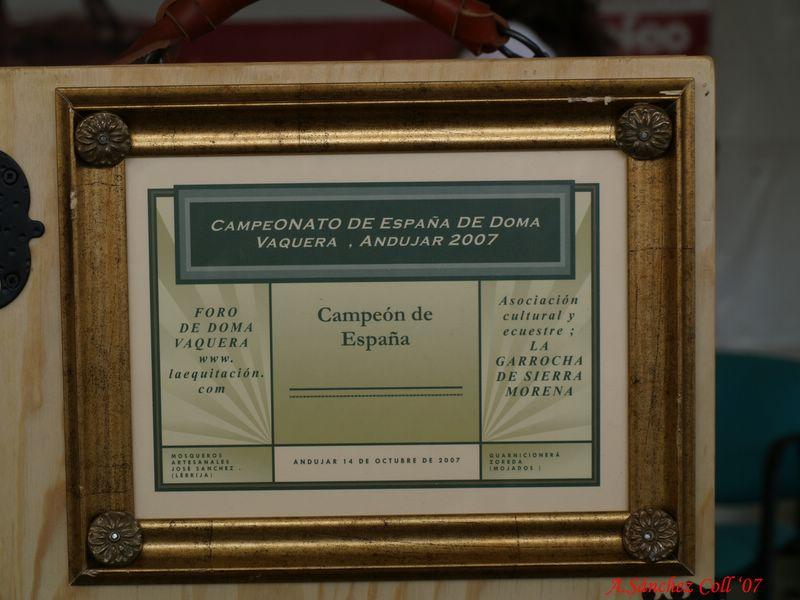 CAMPEONATO DE ESPAÑA DE DOMA
VAQUERA , ANDUJAR 2007
FORO
DE DOMA
VAQUERA
www.
laequitación.
com
Campeón de
España
Asociación
cultural y
ecuestre ;
LA
GARROCHA
DE SIERRA
MORENA
MOSQUEROS
ARTESANALES
JOSÉ SANCHEZ .
(LEBRIJA)
ANDUJAR 14 DE OCTUBRE DE 2007
GUARNICIONERÁ
ZOREDA
(MOJADOS )
A.Sánchez Coll '07